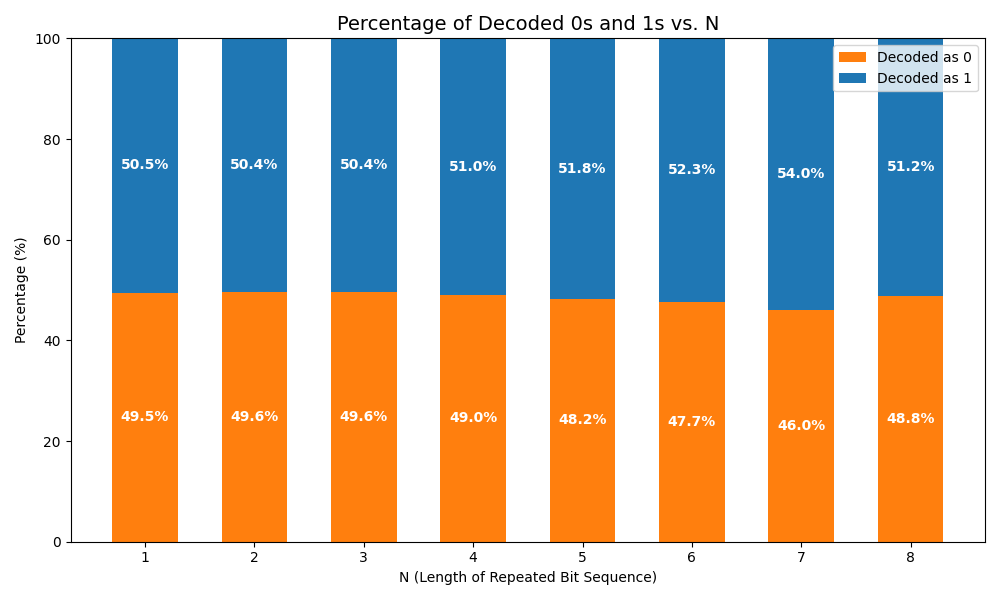 Percentage of Decoded 0s and 1s vs. N
Percentage (%)
100
80
60
40
20
0
Decoded as 0
Decoded as 1
50.5% 50.4% 50.4% 51.0% 51.8% 52.3% 54.0% 51.2%
49.5% 49.6% 49.6% 49.0% 48.2% 47.7% 46.0% 48.8%
1 2 3 4 5 6 7 8
N (Length of Repeated Bit Sequence)